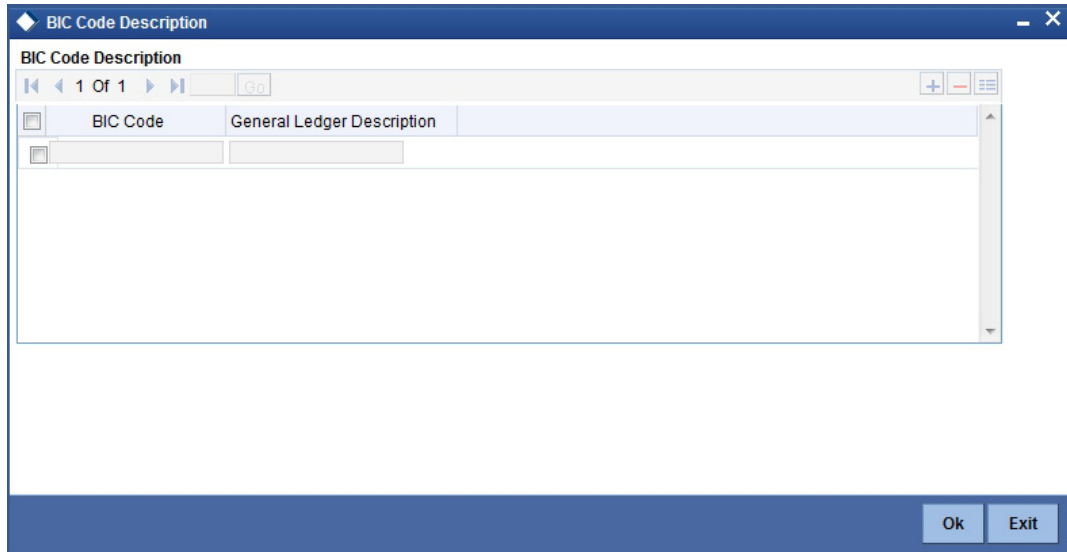 BIC Code Description
BIC Code Description
1 Of 1 Go
BIC Code General Ledger Description
Ok Exit